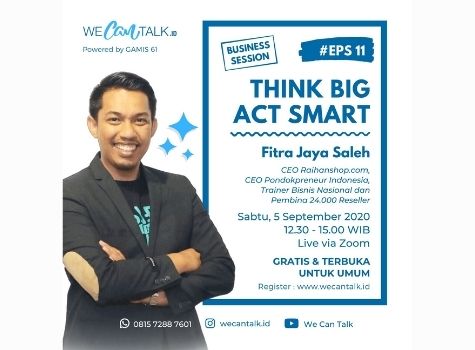 WE Can TALK.ID
Powered by GAMIS 61
BUSINESS
SESSION
#EPS 11
THINK BIG
ACT SMART
Fitra Jaya Saleh
CEO Raihanshop.com,
CEO Pondokpreneur Indonesia,
Trainer Bisnis Nasional dan
Pembina 24.000 Reseller
Sabtu, 5 September 2020
12.30 - 15.00 WIB
Live via Zoom
GRATIS & TERBUKA
UNTUK UMUM
Register : www.wecantalk.id
0815 7288 7601
wecantalk.id
We Can Talk